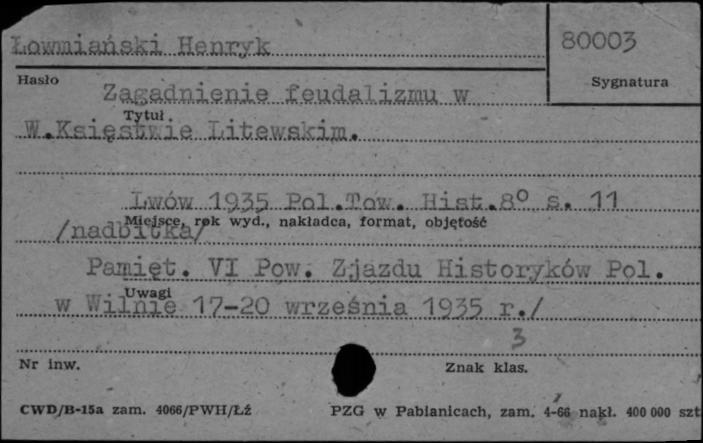 Łowmiański Henryk
80003
Hasło
Sygnatura
Zagadnienie feudalizmu w
Tytuł
W.Księstwie Litewskim.
Lwów 1935 Pol.Tow. Hist.8° s. 11
Miejsce, rok wyd., nakładca, format, objętość
/nadbitka/
Pamięt. VI Pow. Zjazdu Historyków Pol.
Uwagi
w Wilnie 17-20 września 1935 r./
3
Nr inw.
Znak klas.
CWD/B-15a zam. 4066/PWH/Łź
PZG w Pabianicach, zam. 4-66 nakł. 400 000 szt